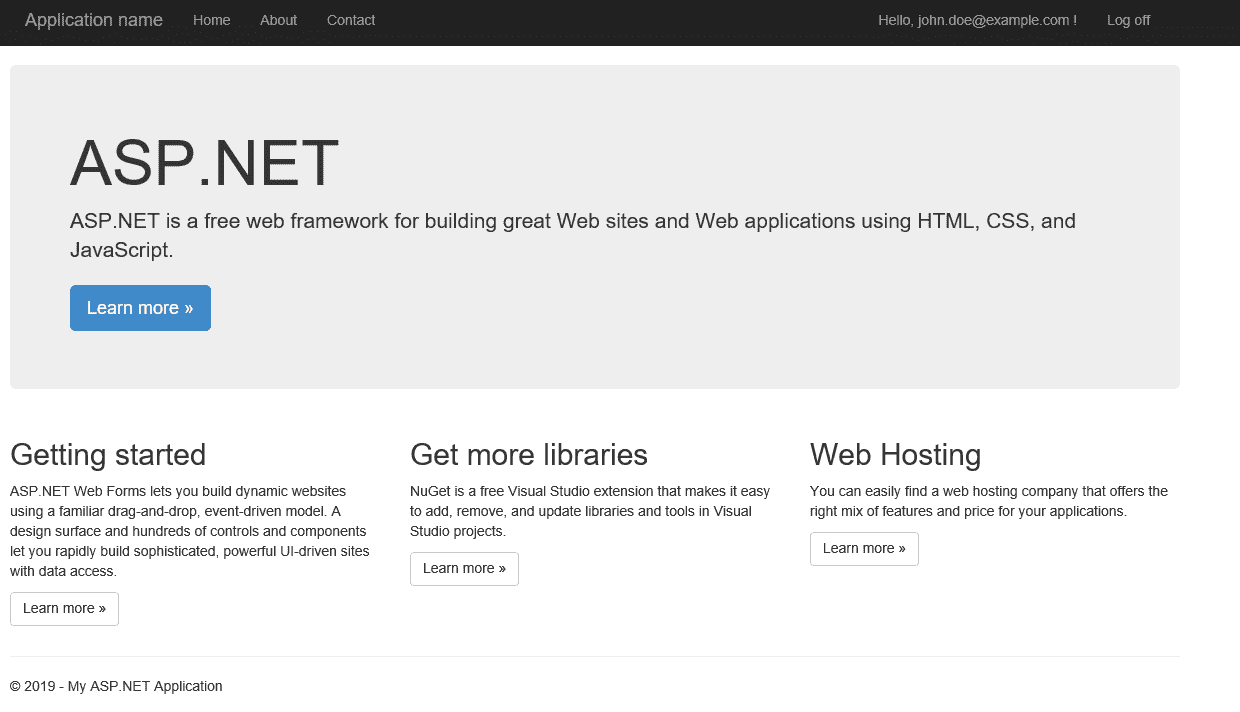 Application name Home About Contact Hello, john.doe@example.com ! Log off
ASP.NET
ASP.NET is a free web framework for building great Web sites and Web applications using HTML, CSS, and
JavaScript.
Learn more »
Getting started
ASP.NET Web Forms lets you build dynamic websites
using a familiar drag-and-drop, event-driven model. A
design surface and hundreds of controls and components
let you rapidly build sophisticated, powerful UI-driven sites
with data access.
Learn more »
Get more libraries
NuGet is a free Visual Studio extension that makes it easy
to add, remove, and update libraries and tools in Visual
Studio projects.
Learn more »
Web Hosting
You can easily find a web hosting company that offers the
right mix of features and price for your applications.
Learn more »
© 2019 - My ASP.NET Application